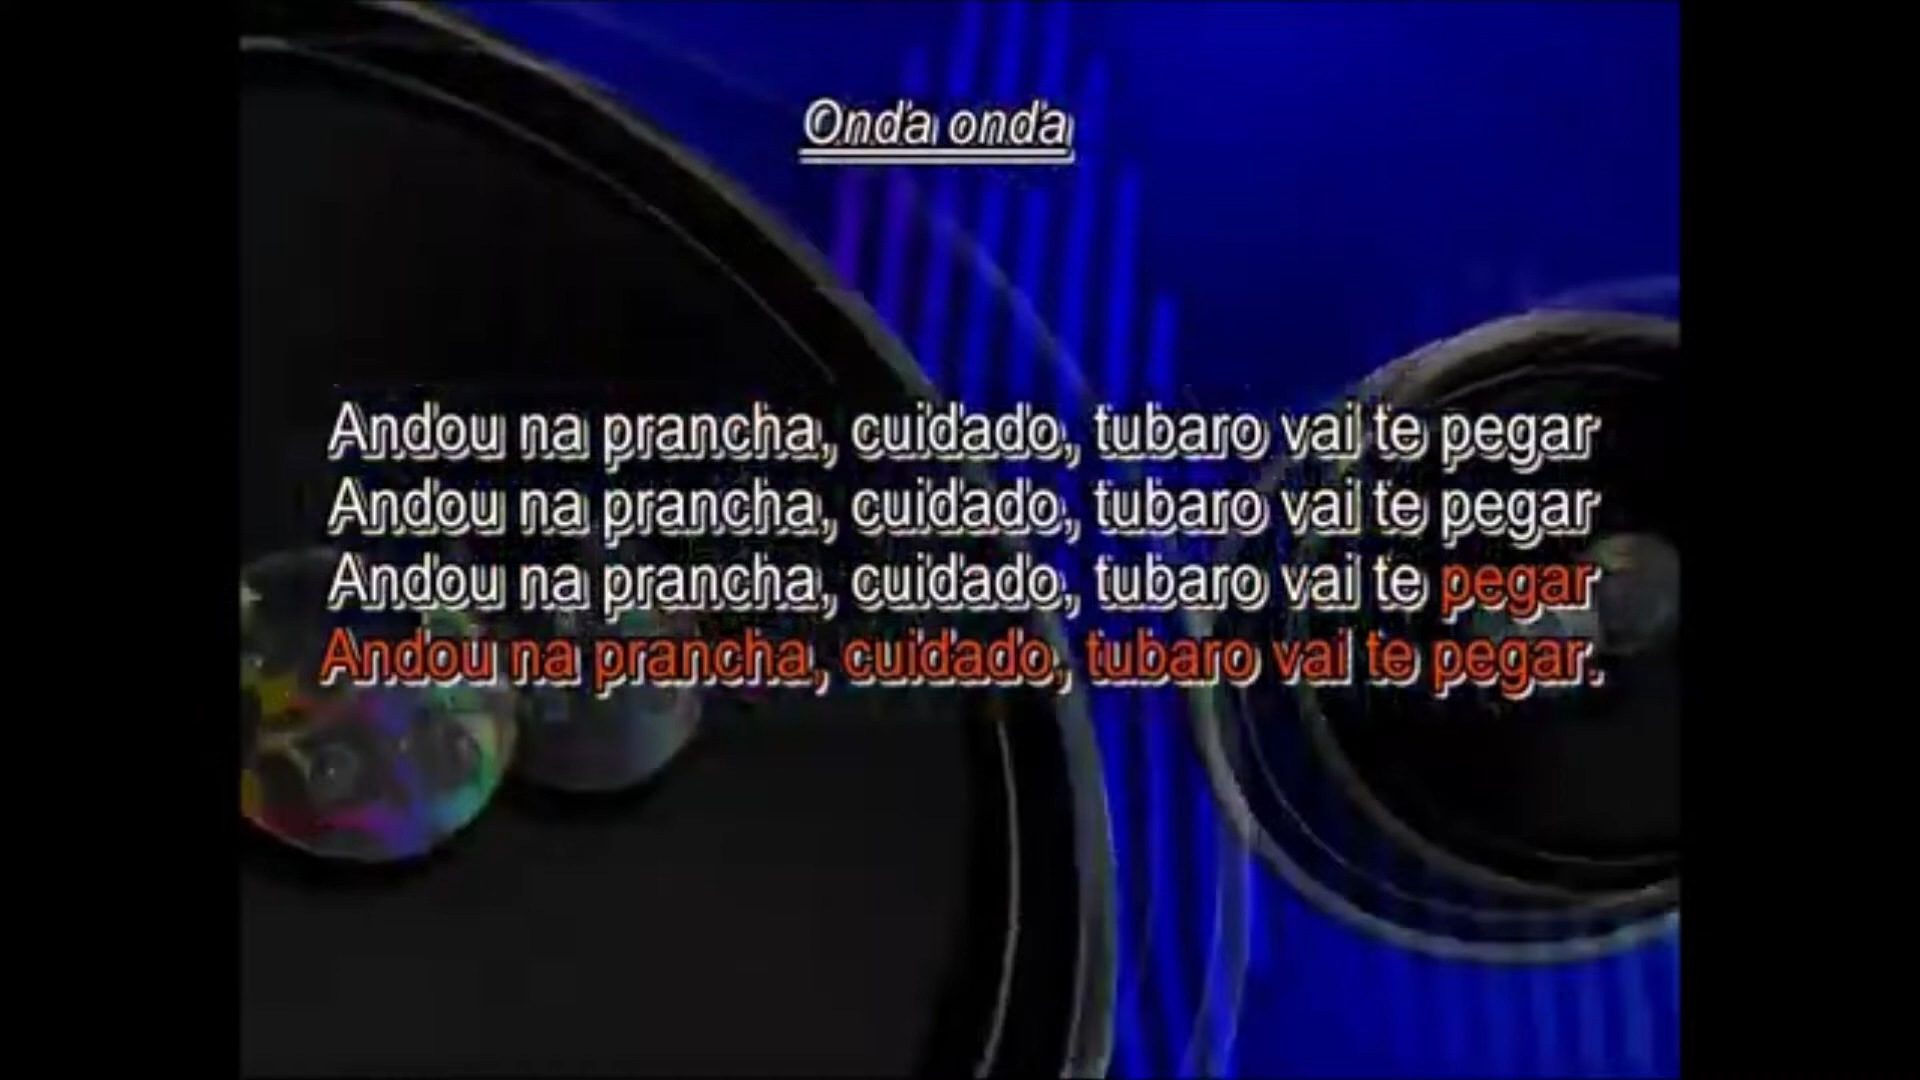 Onda onda
Andou na prancha, cuidado, tubaro vai te pegar
Andou na prancha, cuidado, tubaro vai te pegar
Andou na prancha, cuidado, tubaro vai te pegar
Andou na prancha, cuidado, tubaro vai te pegar.